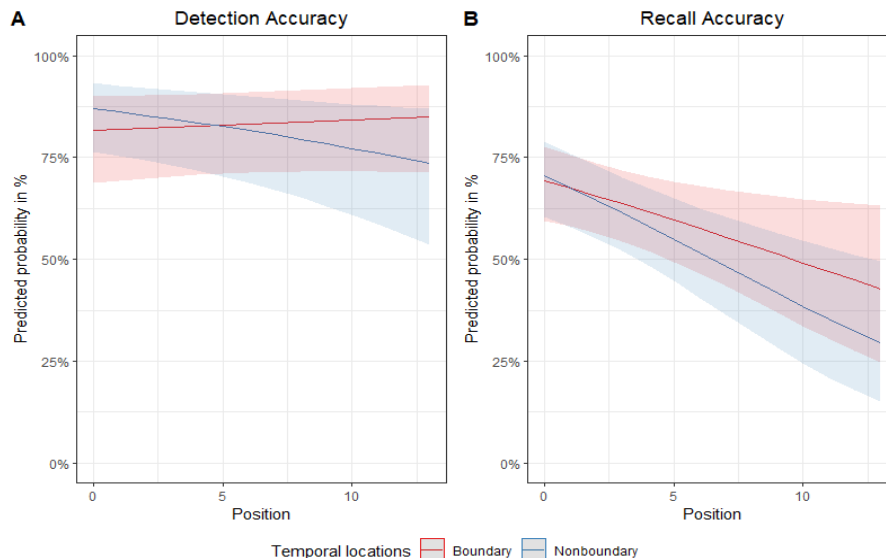 A
Detection Accuracy
Predicted probability in %
100%
75%
50%
25%
0%
0
5
10
Position
B
Recall Accuracy
Predicted probability in %
100%
75%
50%
25%
0%
0
5
10
Position
Temporal locations Boundary Nonboundary